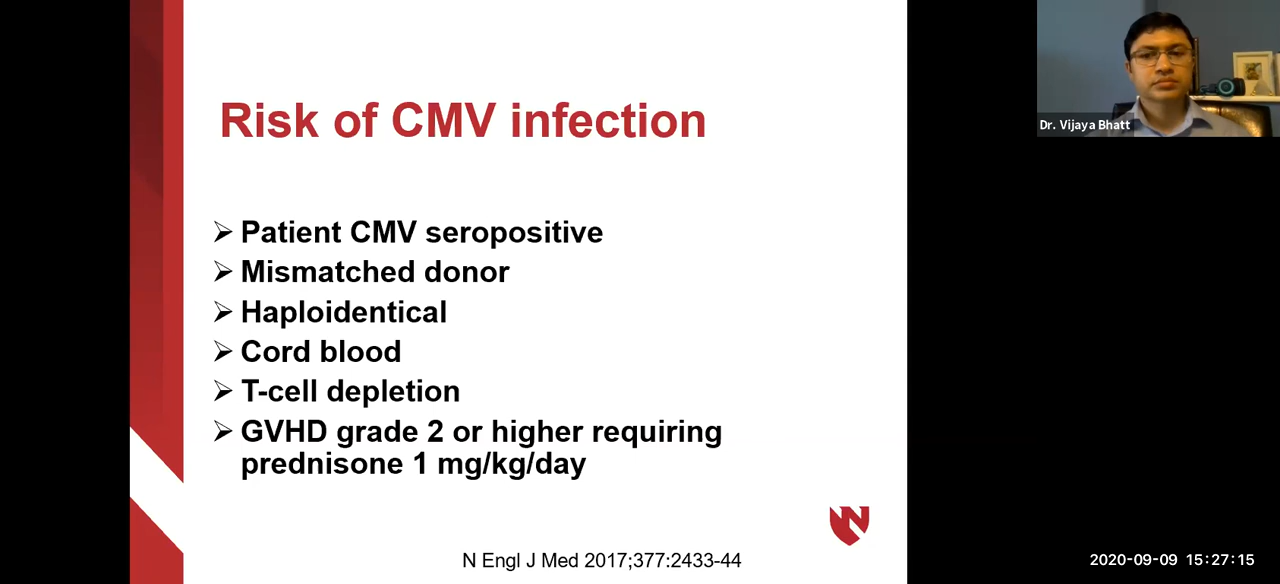 Risk of CMV infection
➢ Patient CMV seropositive
➢ Mismatched donor
➢ Haploidentical
➢ Cord blood
➢ T-cell depletion
➢ GVHD grade 2 or higher requiring
prednisone 1 mg/kg/day
N
N Engl J Med 2017;377:2433-44
Dr. Vijaya Bhatt
2020-09-09 15:27:15